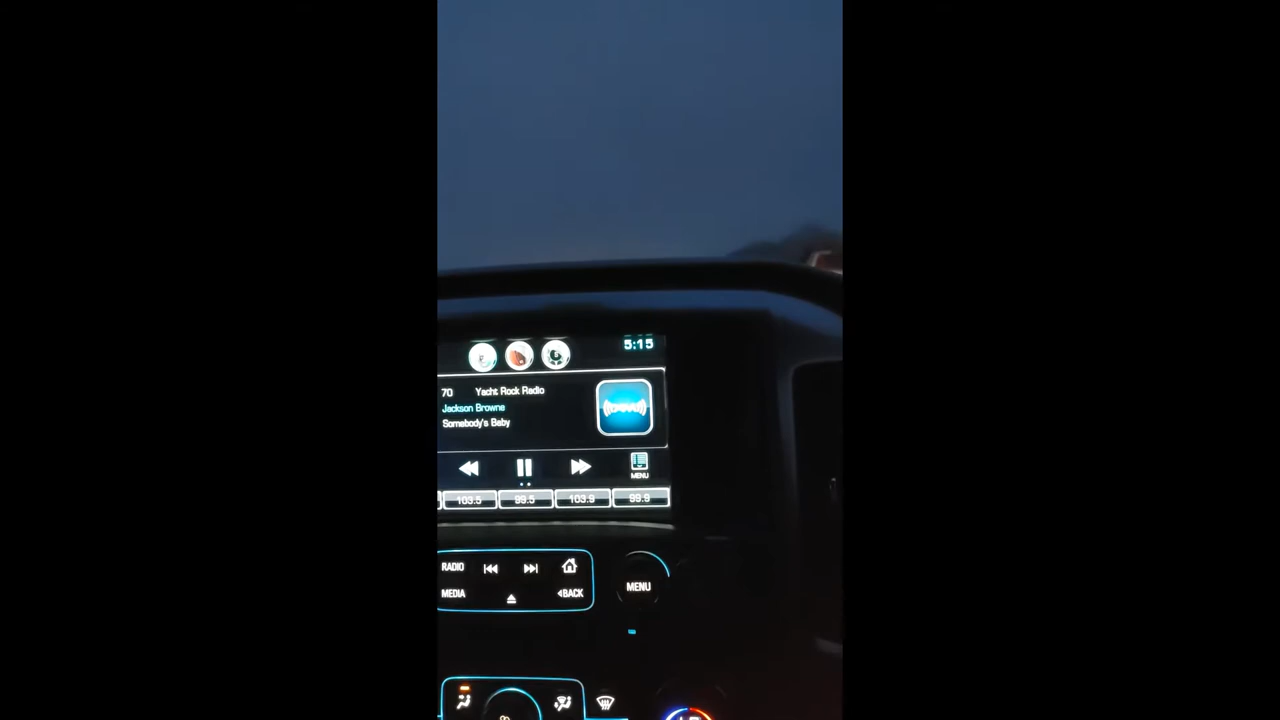 5:15
70 Yacht Rock Radio
Jackson Browne
Somebody's Baby
MENU
103.5 99.5 103.9 99.9
RADIO
MENU
MEDIA
BACK